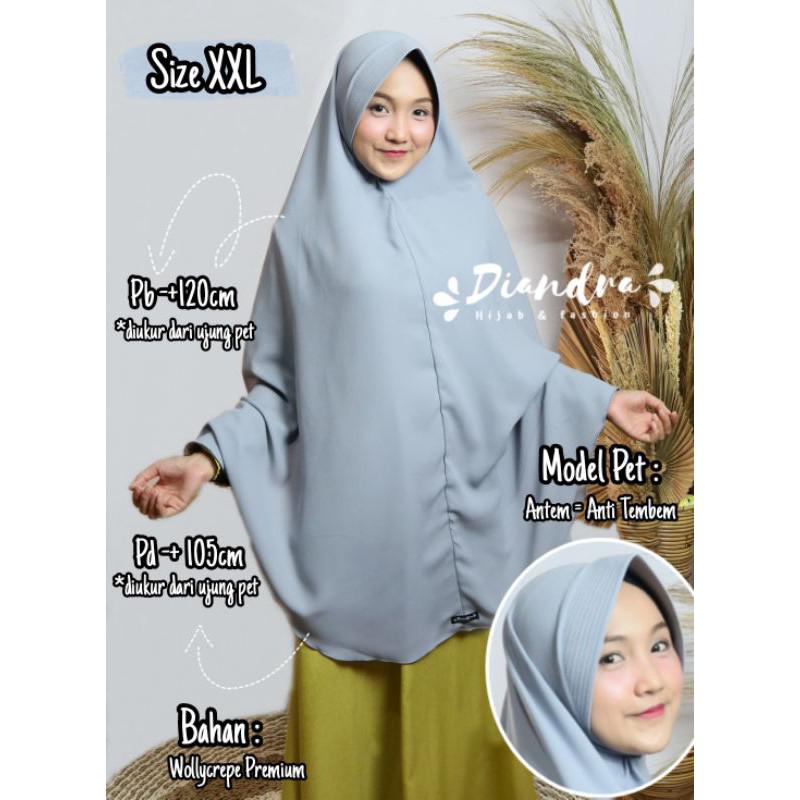 Size XXL
Pb -+120cm
*diukur dari ujung pet
Diandra
Hijab & fashion
Model Pet :
Antem = Anti Tembem
Pd -+ 105cm
*diukur dari ujung pet
Bahan :
Wollycrepe Premium